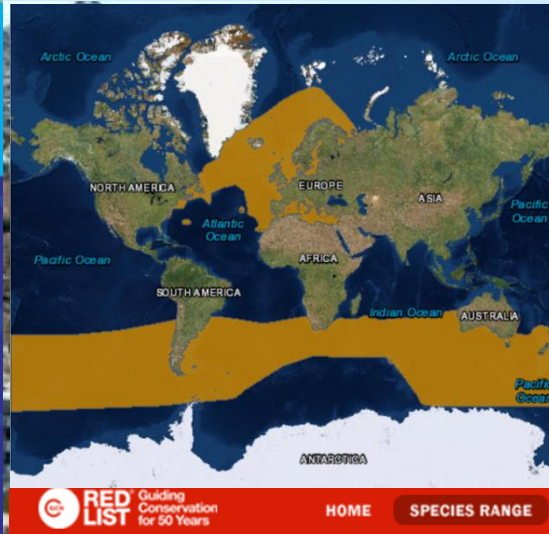 Arctic Ocean
Arctic Ocean
NORTH AMERICA
EUROPE
ASIA
Pacific
Ocean
Atlantic
Ocean
Pacific Ocean
AFRICA
SOUTH AMERICA
Indian Ocean
AUSTRALIA
Pacific
Ocean
ANTARCTICA
IUCN
RED
LIST
Guiding
Conservation
for 50 Years
HOME
SPECIES RANGE